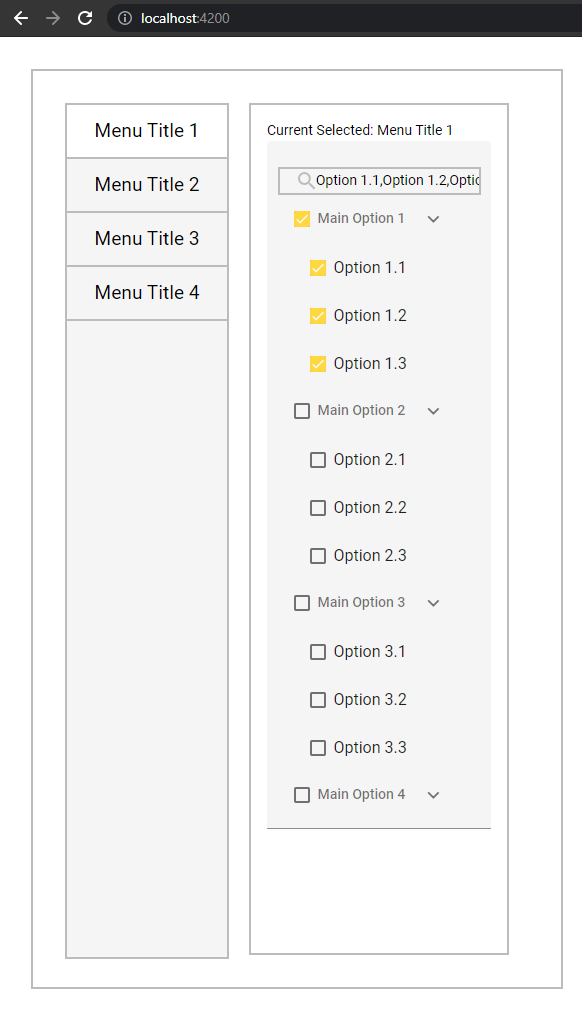 localhost:4200
Menu Title 1
Menu Title 2
Menu Title 3
Menu Title 4
Current Selected: Menu Title 1
Option 1.1,Option 1.2,Optic
Main Option 1
Option 1.1
Option 1.2
Option 1.3
Main Option 2
Option 2.1
Option 2.2
Option 2.3
Main Option 3
Option 3.1
Option 3.2
Option 3.3
Main Option 4